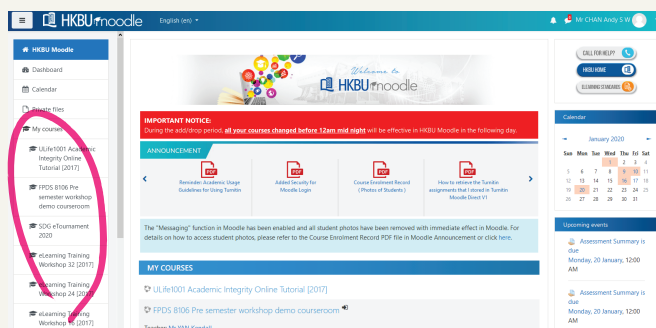 HKBU moodle
English (en)
Mr CHAN Andy S W
HKBU Moodle
Dashboard
Calendar
Private files
My courses
ULife1001 Academic
Integrity Online
Tutorial [2017]
FPDS 8106 Pre
semester workshop
demo courseroom
SDG eTournament
2020
eLearning Training
Workshop 32 [2017]
eLearning Training
Workshop 24 [2017]
eLearning Training
Workshop 16 [2017]
Welcome to
HKBU moodle
IMPORTANT NOTICE:
During the add/drop period, all your courses changed before 12am mid night will be effective in HKBU Moodle in the following day.
ANNOUNCEMENT
PDF
Reminder: Academic Usage
Guidelines for Using Turnitin
PDF
Added Security for
Moodle Login
PDF
Course Enrolment Record
( Photos of Students )
PDF
How to retrieve the Turnitin
assignments that stored in Turnitin
Moodle Direct V1
The "Messaging" function in Moodle has been enabled and all student photos have been removed with immediate effect in Moodle. For
details on how to access student photos, please refer to the Course Enrolment Record PDF file in Moodle Announcement or click here.
MY COURSES
ULife1001 Academic Integrity Online Tutorial [2017]
FPDS 8106 Pre semester workshop demo courseroom
Teacher: Mr YAN Kendall
CALL FOR HELP?
HKBU HOME
ELEARNING STANDARDS
Calendar
January 2020
Sun Mon Tue Wed Thu Fri Sat
1 2 3 4
5 6 7 8 9 10 11
12 13 14 15 16 17 18
19 20 21 22 23 24 25
26 27 28 29 30 31
Upcoming events
Assessment Summary is
due
Monday, 20 January, 12:00
AM
Assessment Summary is
due
Monday, 20 January, 12:00
AM